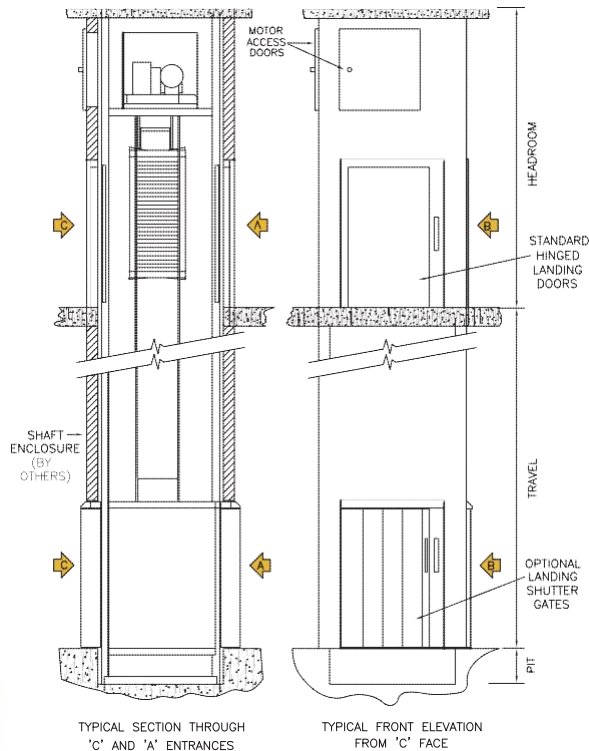 MOTOR
ACCESS
DOORS
HEADROOM
C
A
B
STANDARD
HINGED
LANDING
DOORS
SHAFT
ENCLOSURE
(BY
OTHERS)
TRAVEL
C
A
B
OPTIONAL
LANDING
SHUTTER
GATES
PIT
TYPICAL SECTION THROUGH
'C' AND 'A' ENTRANCES
TYPICAL FRONT ELEVATION
FROM 'C' FACE